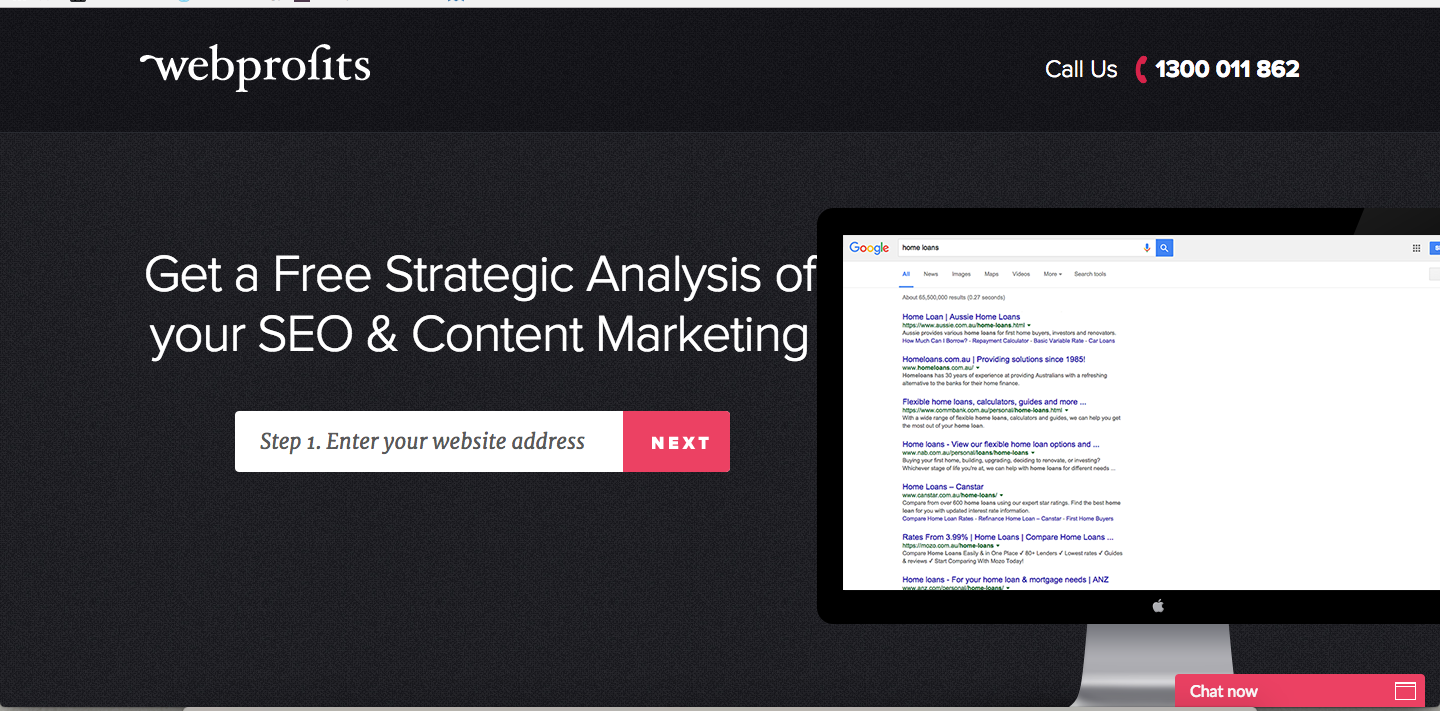 webprofits
Call Us 1300 011 862
Get a Free Strategic Analysis of
your SEO & Content Marketing
Step 1. Enter your website address
NEXT
Google
home loans
All News Images Maps Videos More Search tools
About 65,500,000 results (0.27 seconds)
Home Loan | Aussie Home Loans
https://www.aussie.com.au/home-loans.html
Aussie provides various home loans for first home buyers, investors and renovators.
How Much Can I Borrow? - Repayment Calculator - Basic Variable Rate - Car Loans
Homeloans.com.au | Providing solutions since 1985!
www.homeloans.com.au/
Homeloans has 30 years of experience at providing Australians with a refreshing
alternative to the banks for their home finance.
Flexible home loans, calculators, guides and more ...
https://www.commbank.com.au/personal/home-loans.html
With a wide range of flexible home loans, calculators and guides, we can help you get
the most out of your home loan.
Home loans - View our flexible home loan options and ...
www.nab.com.au/personal/loans/home-loans
Buying your first home, building, upgrading, deciding to renovate, or investing?
Whichever stage of life you're at, we can help with home loans for different needs ...
Home Loans – Canstar
www.canstar.com.au/home-loans/
Compare from over 600 home loans using our expert star ratings. Find the best home
loan for you with updated interest rate information.
Compare Home Loan Rates - Refinance Home Loan – Canstar - First Home Buyers
Rates From 3.99% | Home Loans | Compare Home Loans ...
https://mozo.com.au/home-loans
Compare Home Loans Easily & in One Place ✓ 80+ Lenders ✓ Lowest rates ✓ Guides
& reviews ✓ Start Comparing With Mozo Today!
Home loans - For your home loan & mortgage needs | ANZ
www.anz.com/personal/home-loans/
Chat now